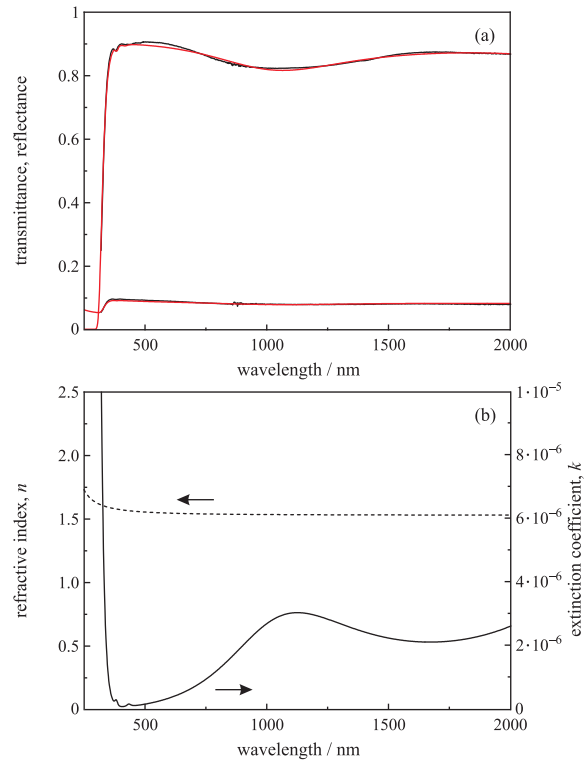 (a)
transmittance, reflectance
1
0.8
0.6
0.4
0.2
0
500 1000 1500 2000
wavelength / nm
(b)
refractive index, n
2.5
2.0
1.5
1.0
0.5
0
extinction coefficient, k
1·10⁻⁵
8·10⁻⁶
6·10⁻⁶
4·10⁻⁶
2·10⁻⁶
0
500 1000 1500 2000
wavelength / nm